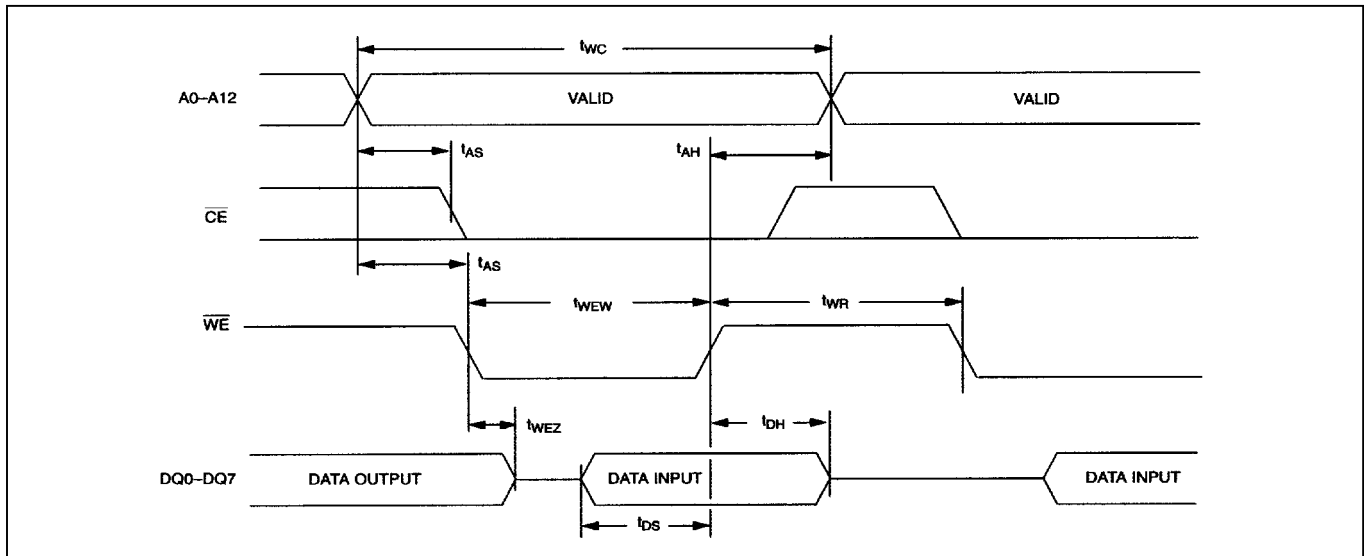 tWC
A0–A12
VALID
VALID
tAS
tAH
CE
tAS
tWEW
tWR
WE
tWEZ
tDH
DQ0–DQ7
DATA OUTPUT
DATA INPUT
DATA INPUT
tDS